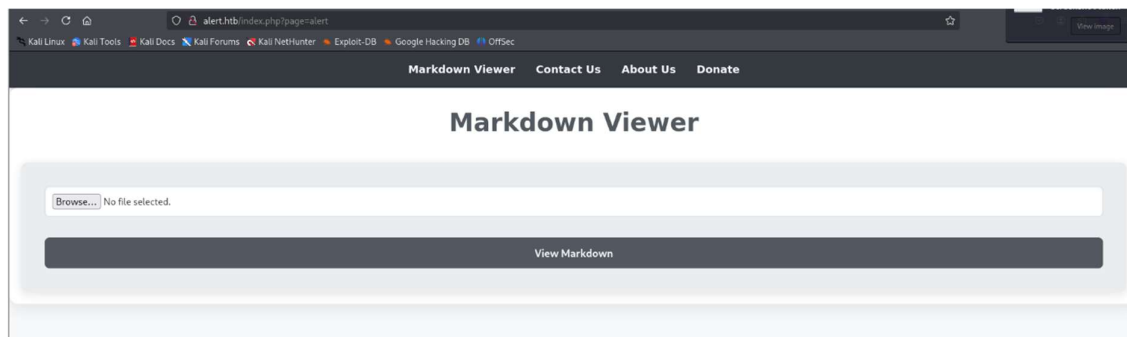 alert.htb/index.php?page=alert
View image
Kali Linux Kali Tools Kali Docs Kali Forums Kali NetHunter Exploit-DB Google Hacking DB OffSec
Markdown Viewer Contact Us About Us Donate
Markdown Viewer
Browse... No file selected.
View Markdown